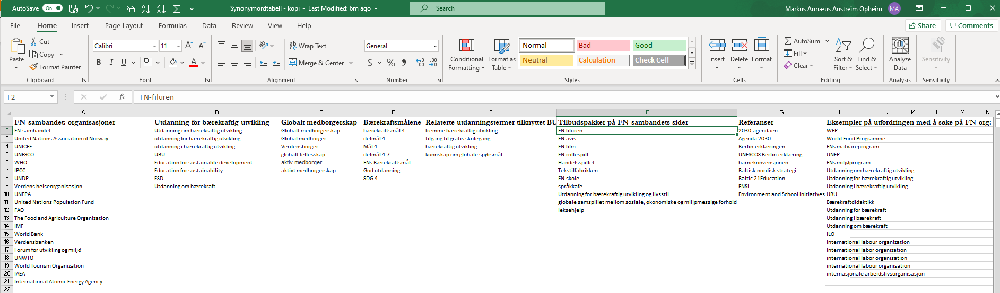 AutoSave On Synonymordtabell - kopi - Last Modified: 6m ago Search Markus Annæus Austreim Opheim MA
File Home Insert Page Layout Formulas Data Review View Help Share Comments
Paste Cut Copy Format Painter Clipboard
Calibri 11 A A B I U A Font
Wrap Text Merge & Center Alignment
General $ % Number
Conditional Formatting Format as Table Normal Bad Good Neutral Calculation Check Cell Styles
Insert Delete Format Cells
AutoSum Fill Clear Sort & Filter Find & Select Editing
Analyze Data Analysis
Sensitivity Sensitivity
F2 fx FN-filuren
A B C D E F G H I J K L M N
1 FN-sambandet: organisasjoner Utdanning for bærekraftig utvikling Globalt medborgerskap Bærekraftsmålene Relaterte utdanningstermer tilknyttet BU Tilbudspakker på FN-sambandets sider Referanser Eksempler på utfordringen med å søke på FN-org:
2 FN-sambandet Utdanning om bærekraftig utvikling Globalt medborgerskap bærekraftsmål 4 fremme bærekraftig utvikling FN-filuren 2030-agendaen WFP
3 United Nations Association of Norway utdanning for bærekraftig utvikling Global medborger delmål 4 tilgang til gratis skolegang FN-avis Agenda 2030 World Food Programme
4 UNICEF utdanning i bærekraftig utvikling Verdensborger Mål 4 bærekraftig utvikling FN-film Berlin-erklæringen FNs matvareprogram
5 UNESCO UBU globalt fellesskap delmål 4.7 kunnskap om globale spørsmål FN-rollespill UNESCOS Berlin-erklæring UNEP
6 WHO Education for sustainable development aktiv medborger FNs Bærekraftsmål Handelsspillet barnekonvensjonen FNs miljøprogram
7 IPCC Education for sustainability aktivt medborgerskap God utdanning Tekstilfabrikken Baltisk-nordisk strategi Utdanning om bærekraftig utvikling
8 UNDP ESD SDG 4 FN-skole Baltic 21Education Utdanning for bærekraftig utvikling
9 Verdens helseorganisasjon Utdanning om bærekraft språkkafe ENSI Utdanning i bærekraftig utvikling
10 UNFPA Utdanning for bærekraftig utvikling og livsstil Environment and School Initiatives UBU
11 United Nations Population Fund globale samspillet mellom sosiale, økonomiske og miljømessige forhold Bærekraftdidaktikk
12 FAO leksehjelp Utdanning for bærekraft
13 The Food and Agriculture Organization Utdanning i bærekraft
14 IMF Utdanning om bærekraft
15 World Bank ILO
16 Verdensbanken international labour organization
17 Forum for utvikling og miljø International labor organization
18 UNWTO international labor organisation
19 World Tourism Organization international labour organisation
20 IAEA internasjonale arbeidslivsorganisasjon
21 International Atomic Energy Agency
22